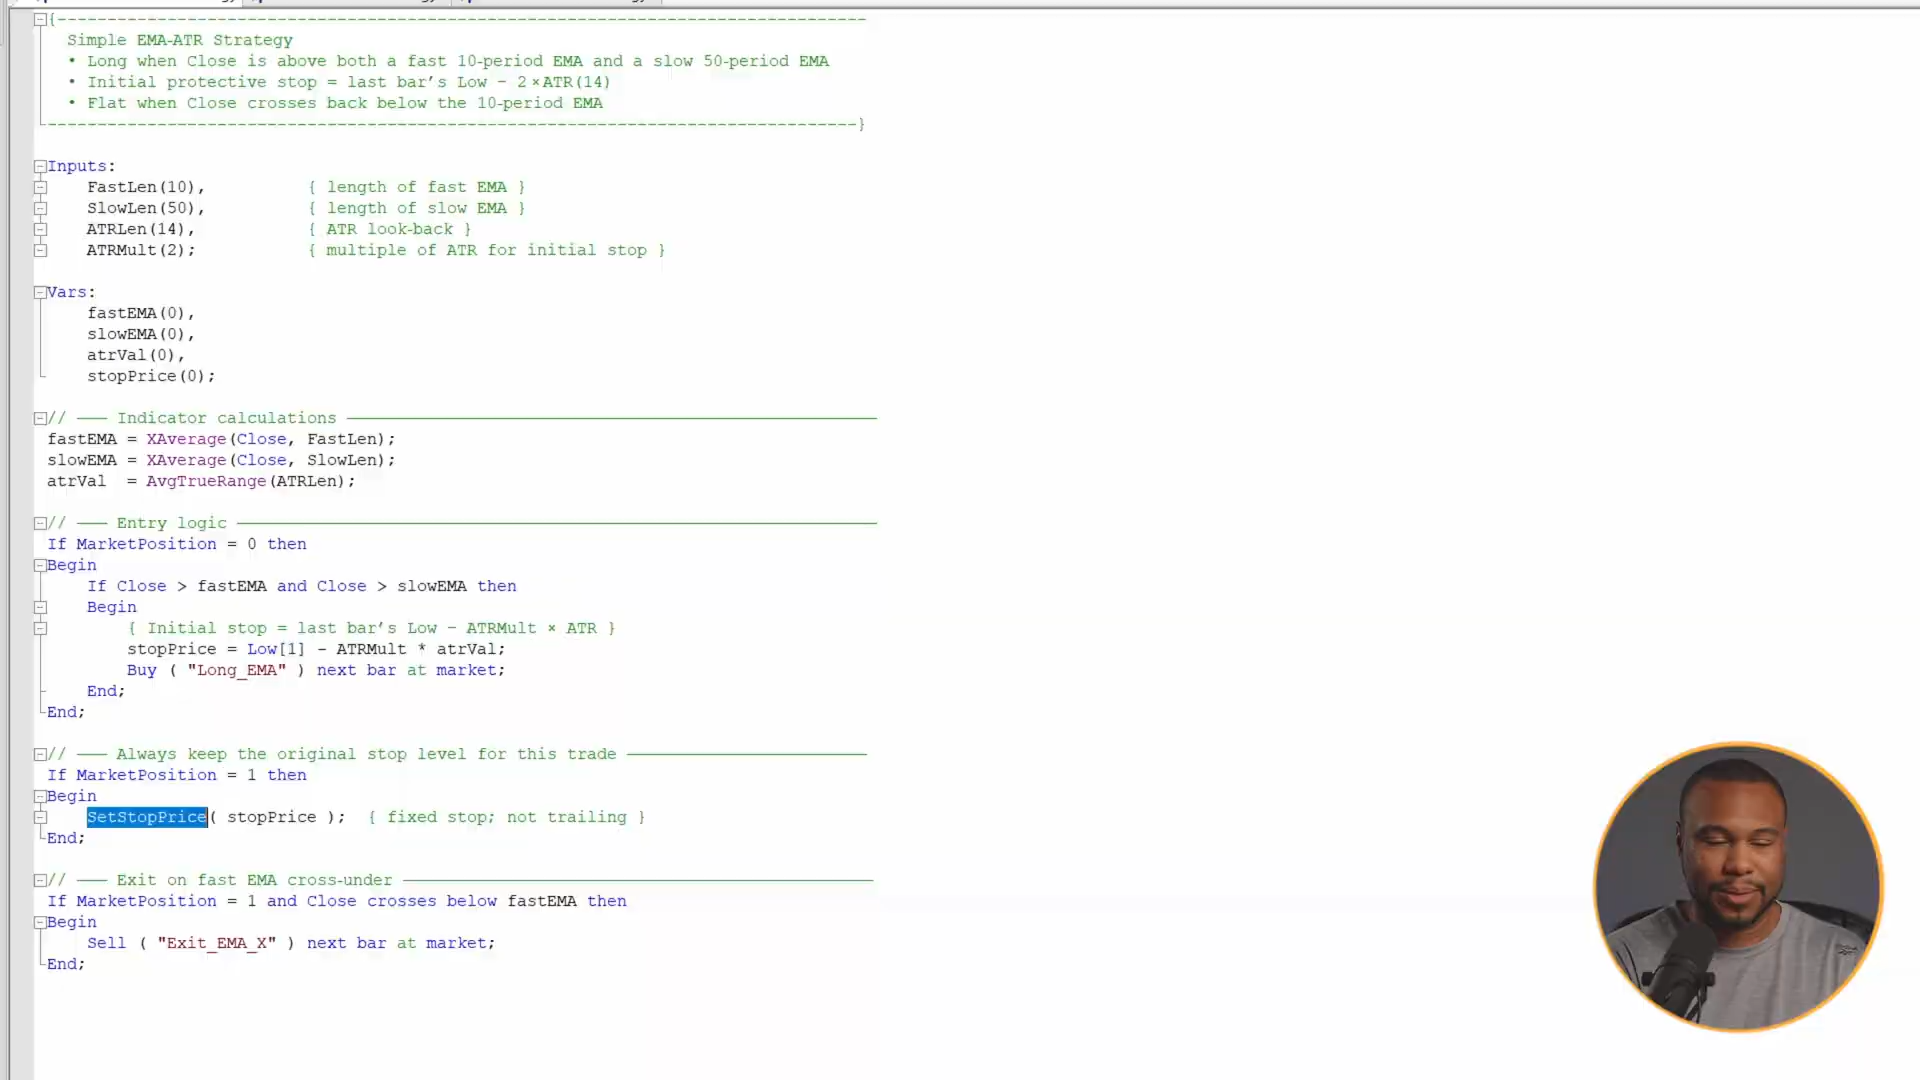 {---------------------------------------------------------------------------------
Simple EMA-ATR Strategy
• Long when Close is above both a fast 10-period EMA and a slow 50-period EMA
• Initial protective stop = last bar’s Low – 2×ATR(14)
• Flat when Close crosses back below the 10-period EMA
---------------------------------------------------------------------------------}
Inputs:
FastLen(10), { length of fast EMA }
SlowLen(50), { length of slow EMA }
ATRLen(14), { ATR look-back }
ATRMult(2); { multiple of ATR for initial stop }
Vars:
fastEMA(0),
slowEMA(0),
atrVal(0),
stopPrice(0);
// ─── Indicator calculations ─────────────────────────────────────────────────────
fastEMA = XAverage(Close, FastLen);
slowEMA = XAverage(Close, SlowLen);
atrVal = AvgTrueRange(ATRLen);
// ─── Entry logic ────────────────────────────────────────────────────────────────
If MarketPosition = 0 then
Begin
If Close > fastEMA and Close > slowEMA then
Begin
{ Initial stop = last bar’s Low – ATRMult × ATR }
stopPrice = Low[1] - ATRMult * atrVal;
Buy ( "Long_EMA" ) next bar at market;
End;
End;
// ─── Always keep the original stop level for this trade ────────────────────────
If MarketPosition = 1 then
Begin
SetStopPrice( stopPrice ); { fixed stop; not trailing }
End;
// ─── Exit on fast EMA cross-under ───────────────────────────────────────────────
If MarketPosition = 1 and Close crosses below fastEMA then
Begin
Sell ( "Exit_EMA_X" ) next bar at market;
End;